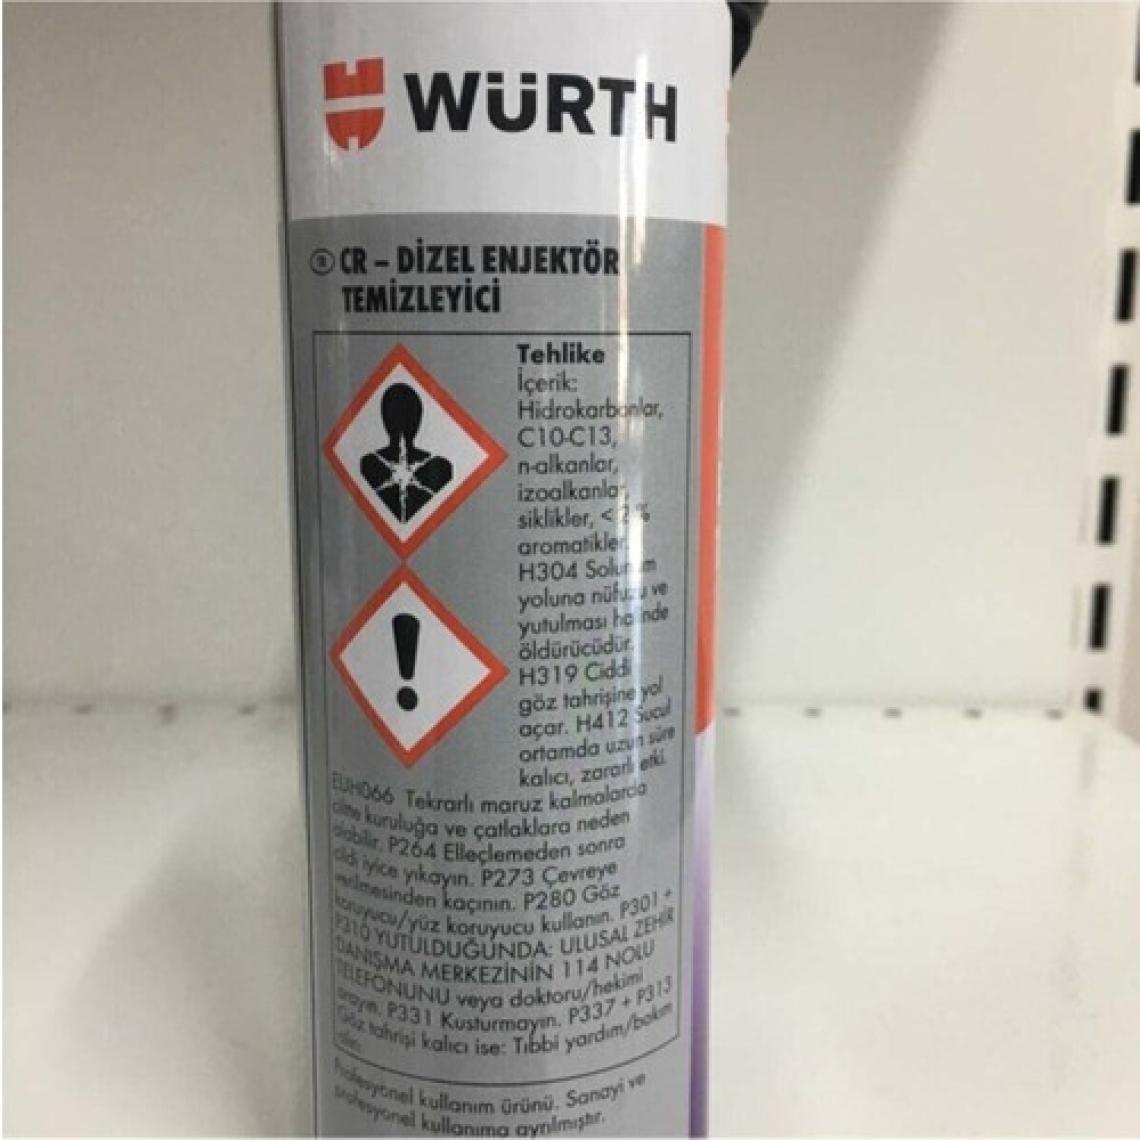 WÜRTH
TR CR – DİZEL ENJEKTÖR
TEMİZLEYİCİ
Tehlike
İçerik:
Hidrokarbonlar,
C10-C13,
n-alkanlar,
izoalkanlar,
siklikler, < 2 %
aromatikler.
H304 Solunum
yoluna nüfuzu ve
yutulması halinde
öldürücüdür.
H319 Ciddi
göz tahrişine yol
açar. H412 Sucul
ortamda uzun süre
kalıcı, zararlı etki.
EUH066 Tekrarlı maruz kalmalarda
ciltte kuruluğa ve çatlaklara neden
olabilir. P264 Elleçlemeden sonra
cildi iyice yıkayın. P273 Çevreye
verilmesinden kaçının. P280 Göz
koruyucu/yüz koruyucu kullanın. P301 +
P310 YUTULDUĞUNDA: ULUSAL ZEHİR
DANIŞMA MERKEZİNİN 114 NOLU
TELEFONUNU veya doktoru/hekimi
arayın. P331 Kusturmayın. P337 + P313
Göz tahrişi kalıcı ise: Tıbbi yardım/bakım
alın.
Profesyonel kullanım ürünü. Sanayi ve
profesyonel kullanıma ayrılmıştır.